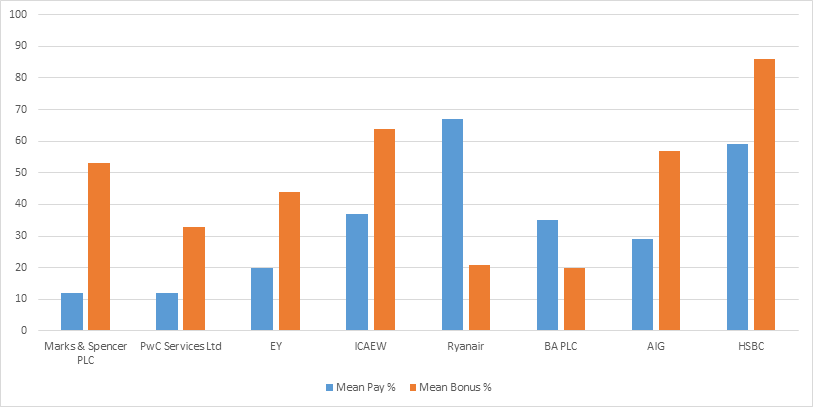 100
90
80
70
60
50
40
30
20
10
0
Marks & Spencer
PLC
PwC Services Ltd
EY
ICAEW
Ryanair
BA PLC
AIG
HSBC
Mean Pay %
Mean Bonus %